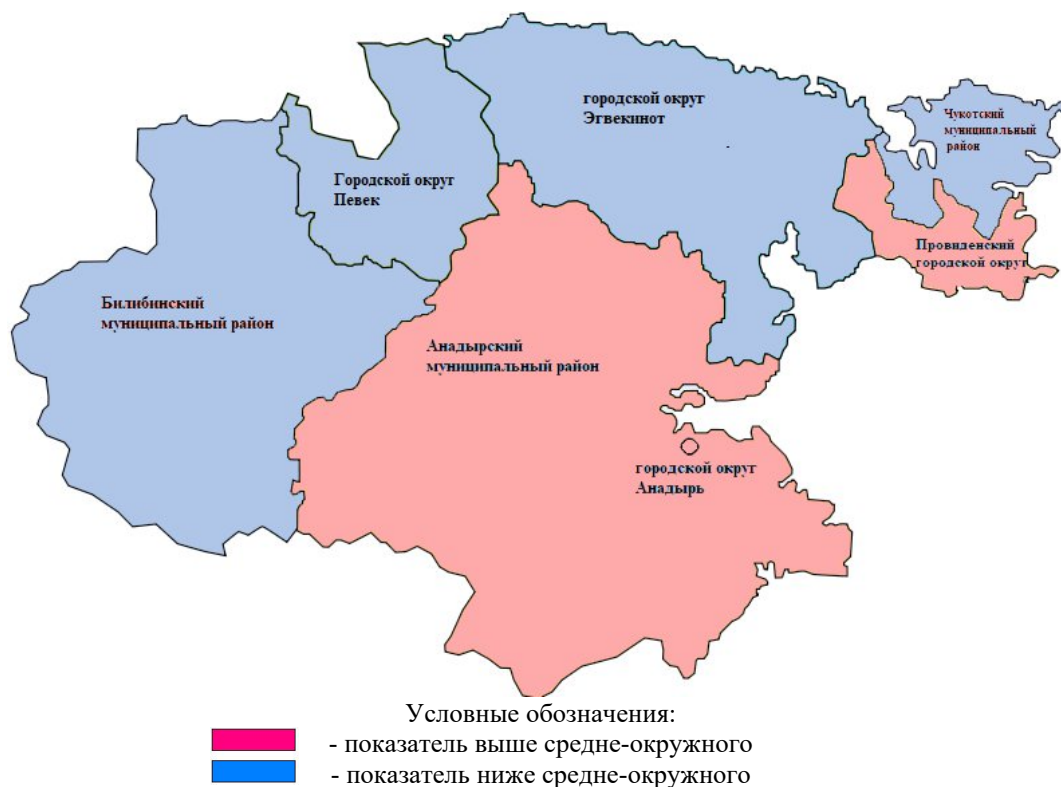 городской округ
Эгвекинот
Чукотский
муниципальный
район
Городской округ
Певек
Провиденский
городской округ
Билибинский
муниципальный район
Анадырский
муниципальный район
городской округ
Анадырь
Условные обозначения:
- показатель выше средне-окружного
- показатель ниже средне-окружного